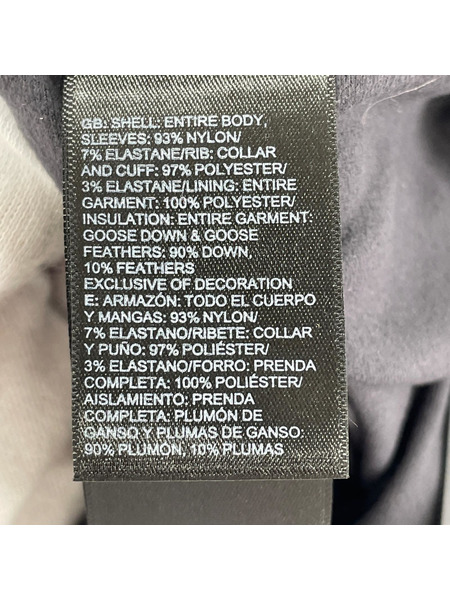 GB: SHELL: ENTIRE BODY,
SLEEVES: 93% NYLON/
7% ELASTANE/RIB: COLLAR
AND CUFF: 97% POLYESTER/
3% ELASTANE/LINING: ENTIRE
GARMENT: 100% POLYESTER/
INSULATION: ENTIRE GARMENT:
GOOSE DOWN & GOOSE
FEATHERS: 90% DOWN,
10% FEATHERS
EXCLUSIVE OF DECORATION
E: ARMAZÓN: TODO EL CUERPO
Y MANGAS: 93% NYLON/
7% ELASTANO/RIBETE: COLLAR
Y PUÑO: 97% POLIÉSTER/
3% ELASTANO/FORRO: PRENDA
COMPLETA: 100% POLIÉSTER/
AISLAMIENTO: PRENDA
COMPLETA: PLUMÓN DE
GANSO Y PLUMAS DE GANSO:
90% PLUMÓN, 10% PLUMAS